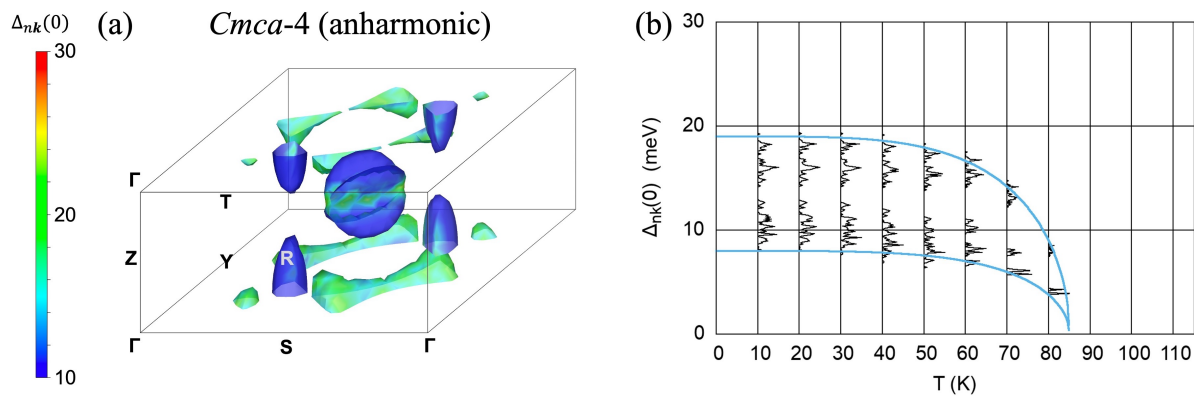 Δnk(0)
(a)
Cmca-4 (anharmonic)
30
20
10
Γ
T
Z
Y
R
Γ
S
Γ
(b)
30
20
10
0
Δnk(0) (meV)
0 10 20 30 40 50 60 70 80 90 100 110
T (K)